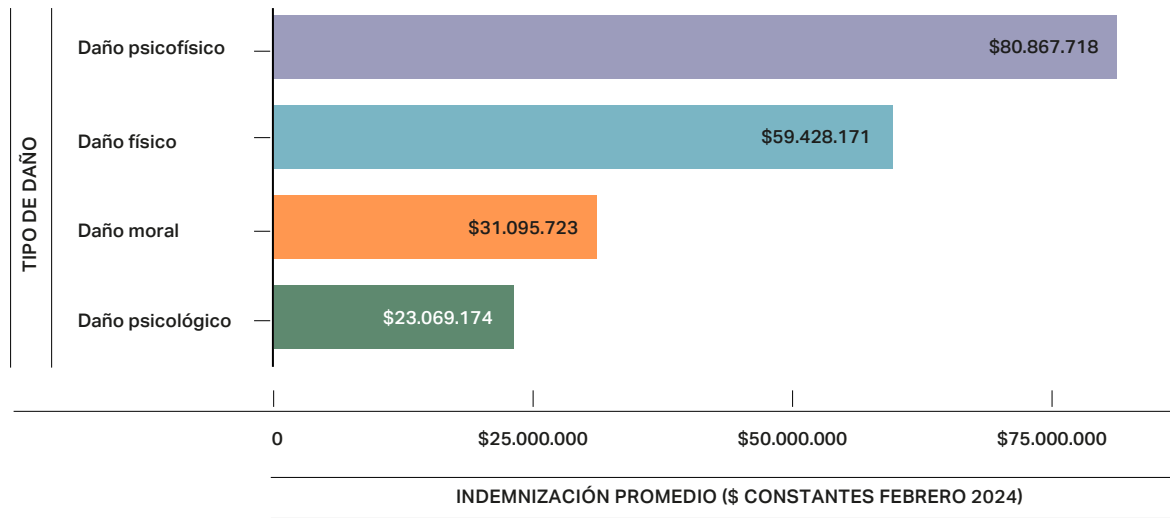 TIPO DE DAÑO
Daño psicofísico
$80.867.718
Daño físico
$59.428.171
Daño moral
$31.095.723
Daño psicológico
$23.069.174
0 $25.000.000 $50.000.000 $75.000.000
INDEMNIZACIÓN PROMEDIO ($ CONSTANTES FEBRERO 2024)